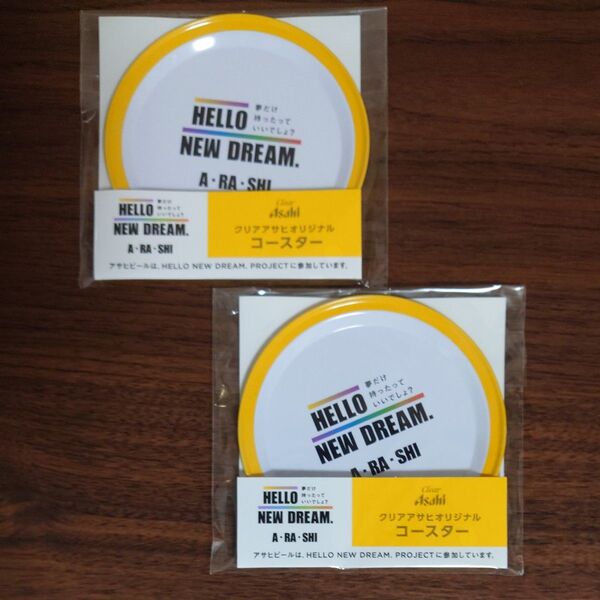 HELLO 夢だけ
持ったって
いいでしょ?
NEW DREAM.
A・RA・SHI
HELLO 夢だけ
持ったって
いいでしょ?
NEW DREAM.
A・RA・SHI
Clear
Asahi
クリアアサヒオリジナル
コースター
アサヒビールは、HELLO NEW DREAM. PROJECTに参加しています。
HELLO 夢だけ
持ったって
いいでしょ?
NEW DREAM.
A・RA・SHI
HELLO 夢だけ
持ったって
いいでしょ?
NEW DREAM.
A・RA・SHI
Clear
Asahi
クリアアサヒオリジナル
コースター
アサヒビールは、HELLO NEW DREAM. PROJECTに参加しています。